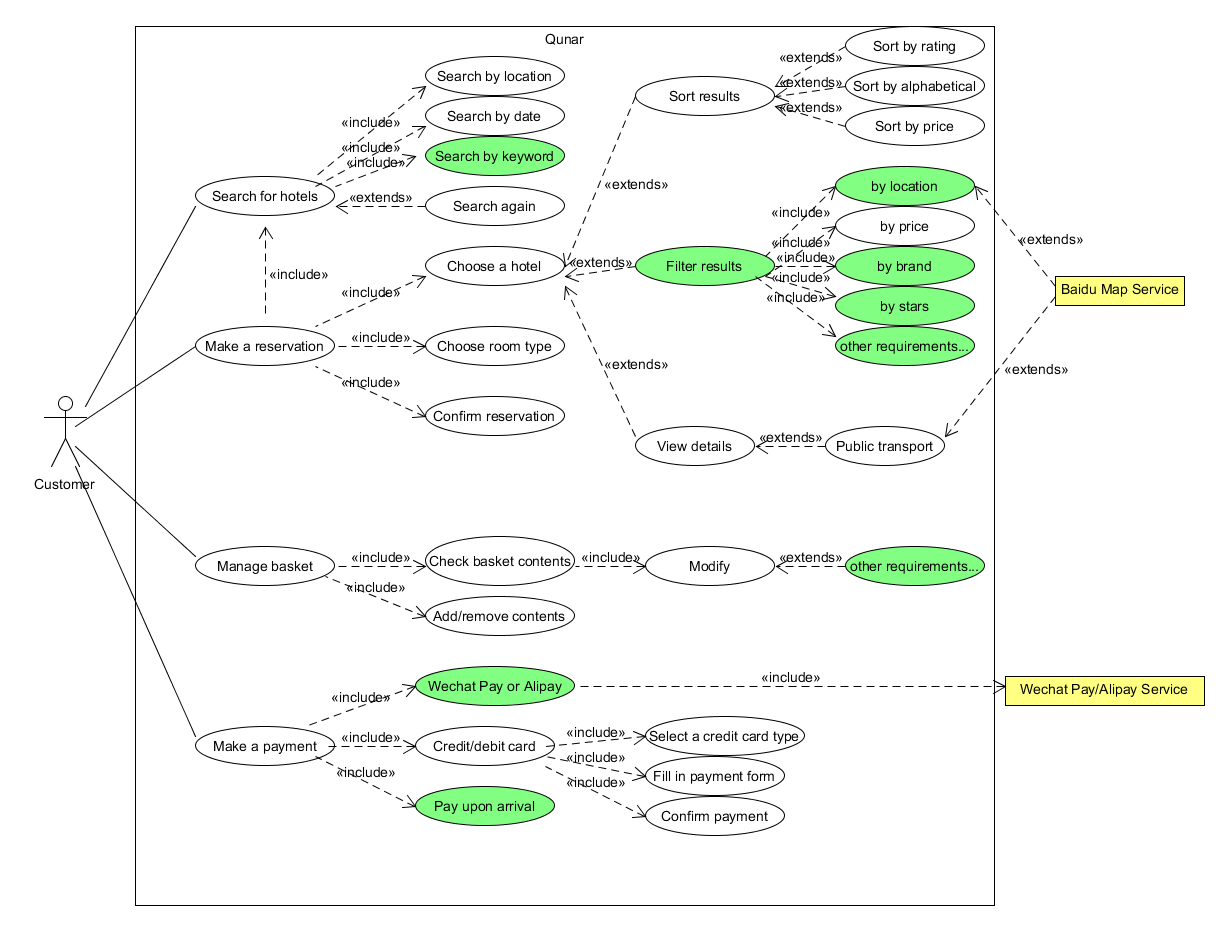 Qunar
Sort by rating
«extends»
Search by location
Sort by alphabetical
«extends»
Sort results
«extends»
Search by date
Sort by price
«include»
«include»
Search by keyword
«include»
Search for hotels
«extends»
Search again
«extends»
by location
«include»
by price
«include»
«extends»
Choose a hotel
«extends»
Filter results
«include»
by brand
«include»
«include»
Baidu Map Service
«include»
«include»
by stars
Make a reservation
«include»
Choose room type
other requirements...
«extends»
«extends»
«include»
Confirm reservation
View details
«extends»
Public transport
Customer
Manage basket
«include»
Check basket contents
«include»
Modify
«extends»
other requirements...
«include»
Add/remove contents
«include»
Wechat Pay or Alipay
«include»
Wechat Pay/Alipay Service
Make a payment
«include»
Credit/debit card
«include»
Select a credit card type
«include»
Fill in payment form
«include»
«include»
Pay upon arrival
Confirm payment